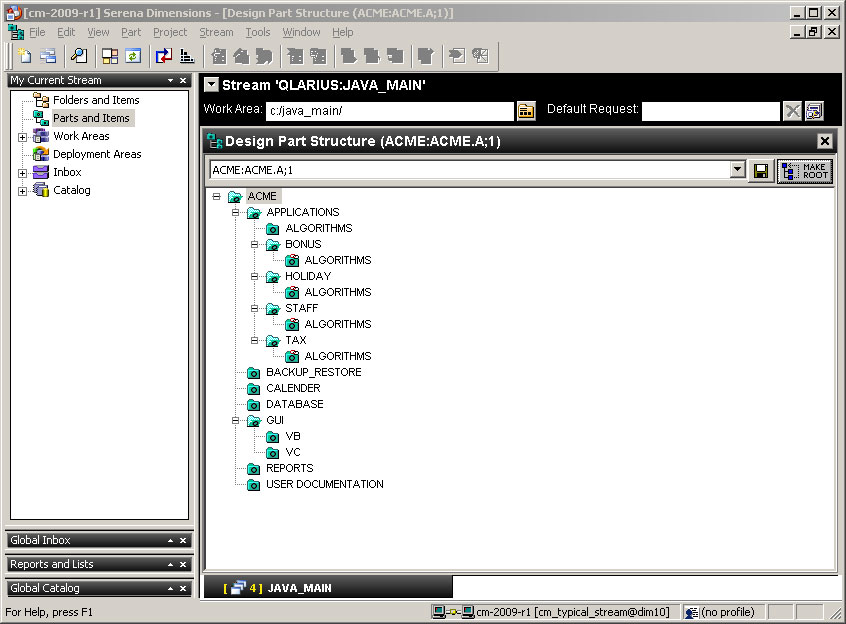 [cm-2009-r1] Serena Dimensions - [Design Part Structure (ACME:ACME.A;1)]
File Edit View Part Project Stream Tools Window Help
My Current Stream
Folders and Items
Parts and Items
Work Areas
Deployment Areas
Inbox
Catalog
Global Inbox
Reports and Lists
Global Catalog
Stream 'QLARIUS:JAVA_MAIN'
Work Area: c:/java_main/ Default Request:
Design Part Structure (ACME:ACME.A;1)
ACME:ACME.A;1 MAKE ROOT
ACME
APPLICATIONS
ALGORITHMS
BONUS
ALGORITHMS
HOLIDAY
ALGORITHMS
STAFF
ALGORITHMS
TAX
ALGORITHMS
BACKUP_RESTORE
CALENDER
DATABASE
GUI
VB
VC
REPORTS
USER DOCUMENTATION
[ 4 ] JAVA_MAIN
For Help, press F1 cm-2009-r1 [cm_typical_stream@dim10] (no profile)